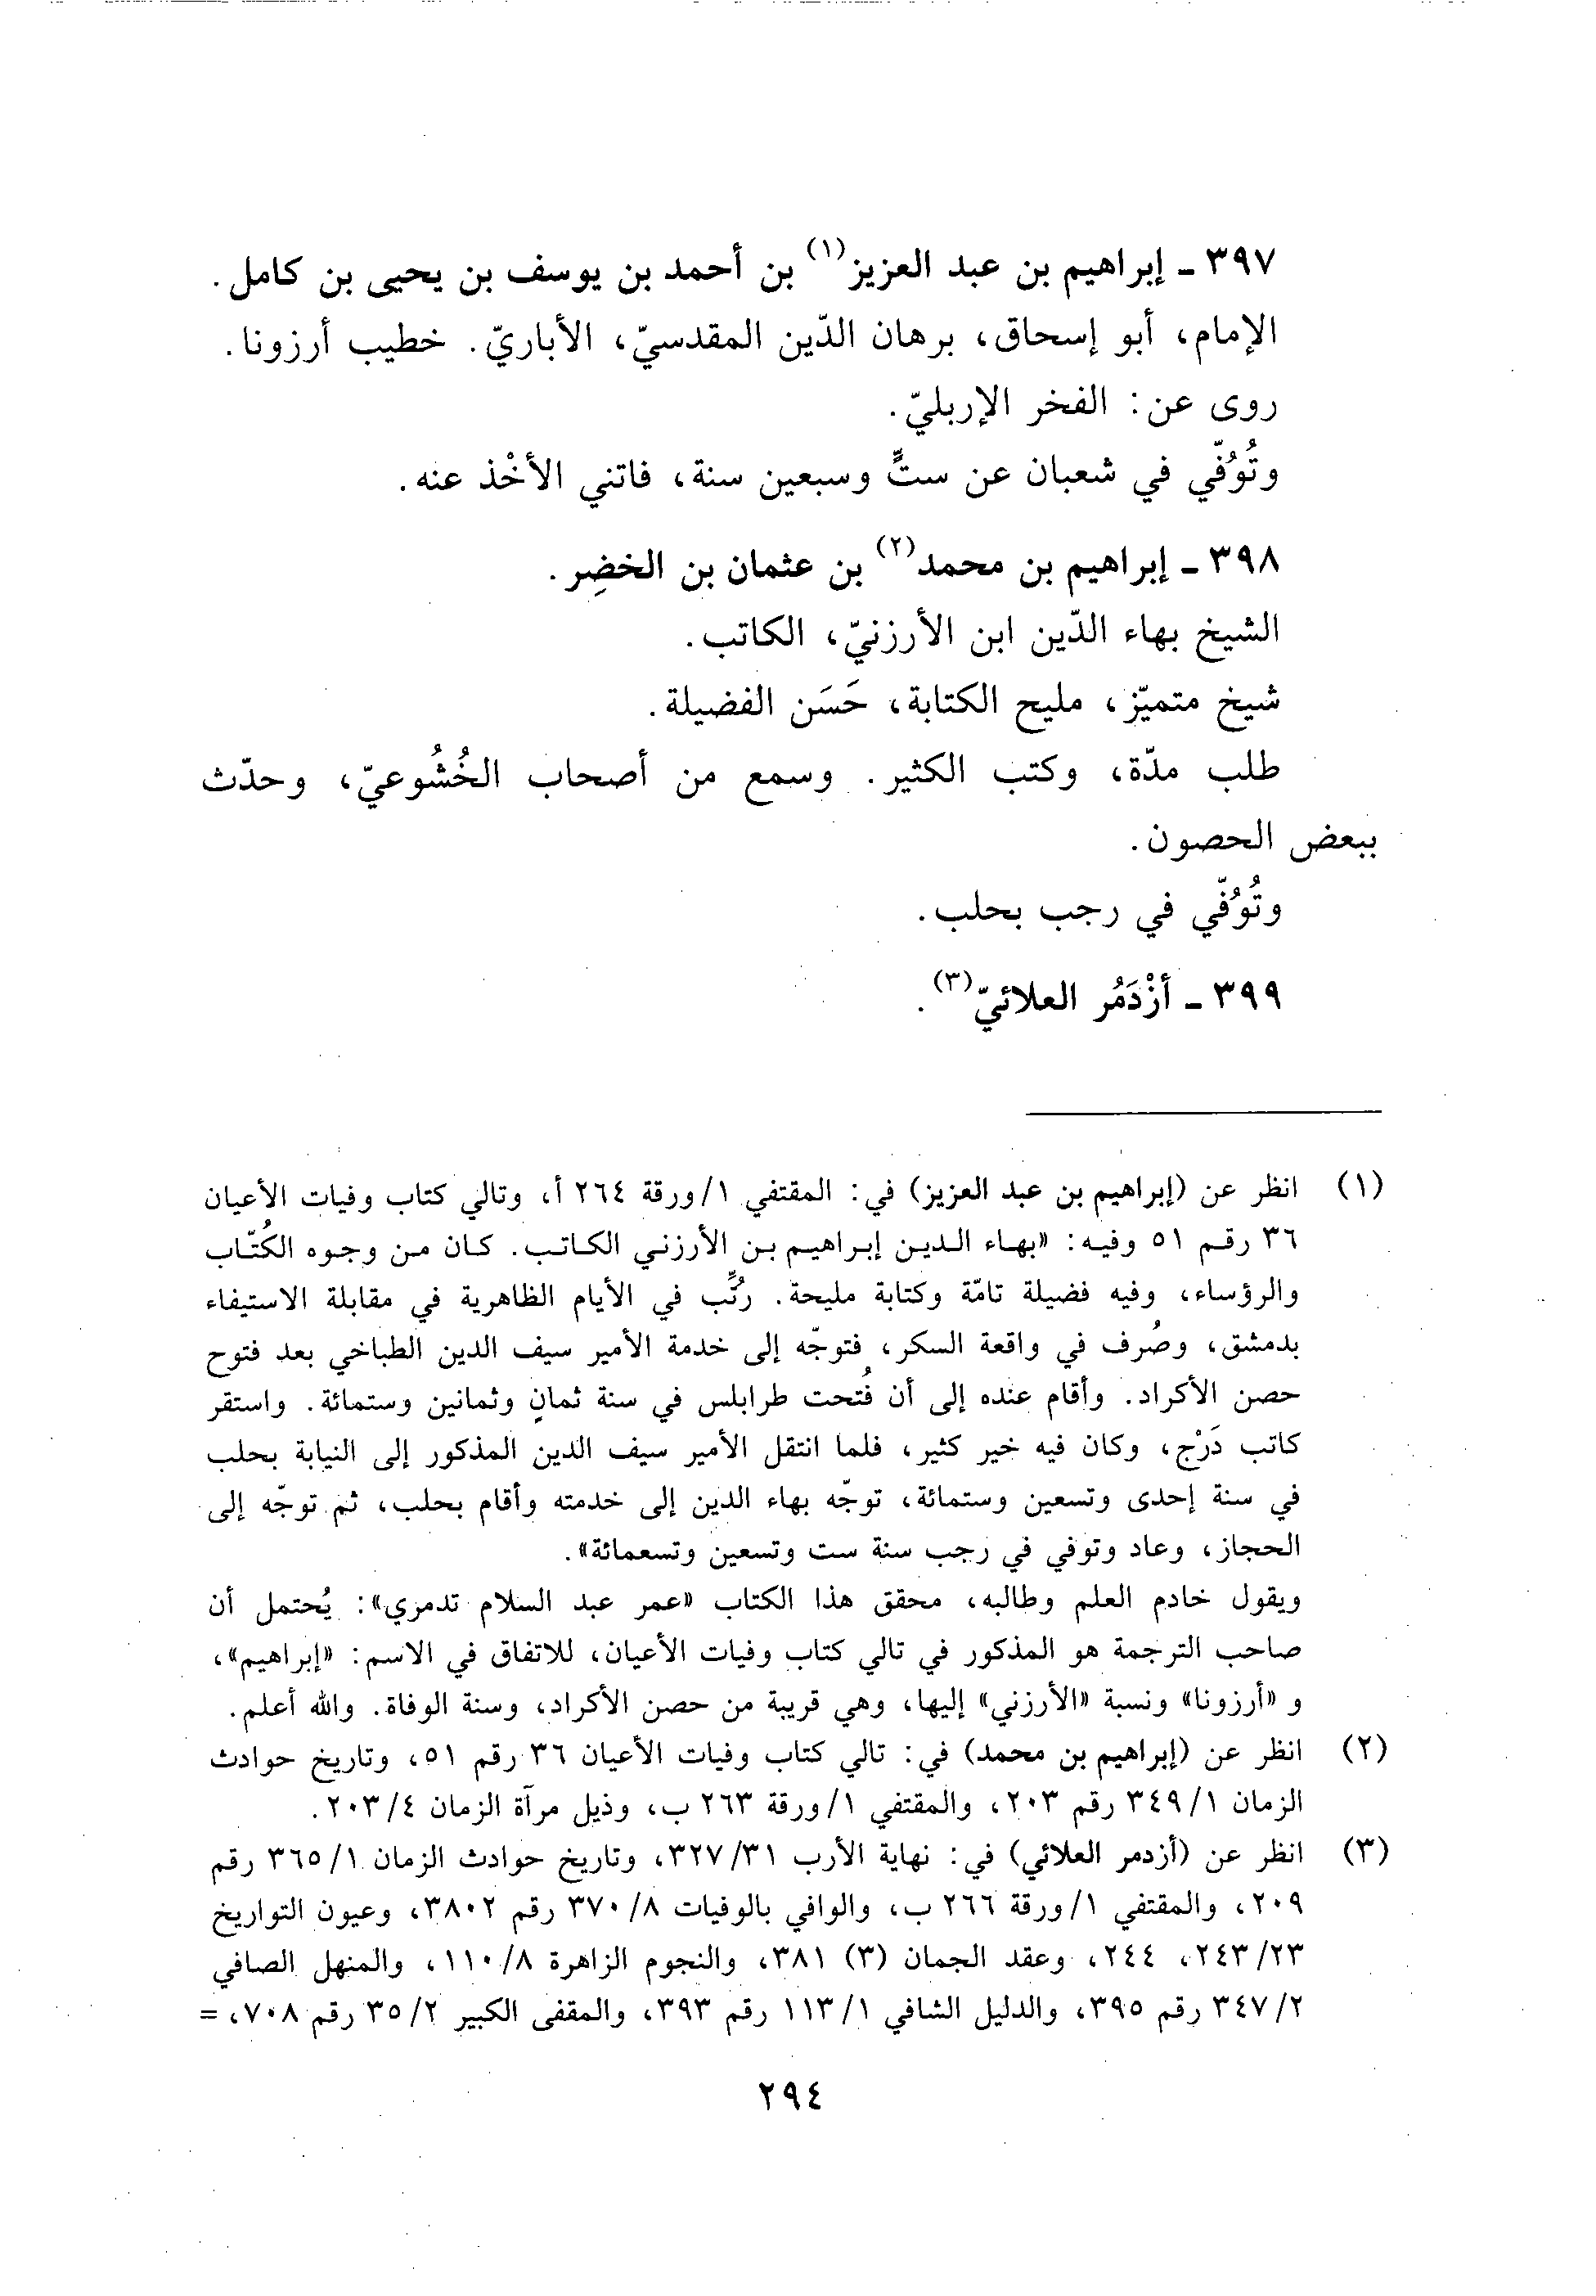 ٣٩٧ ـ إبراهيم بن عبد العزيز(١) بن أحمد بن يوسف بن يحيى بن كامل.
الإمام، أبو إسحاق، برهان الدّين المقدسيّ، الأباريّ. خطيب أرزونا.
روى عن: الفخر الإربليّ.
وتُوُفّي في شعبان عن ستٍّ وسبعين سنة، فاتني الأخْذ عنه.
٣٩٨ ـ إبراهيم بن محمد(٢) بن عثمان بن الخضِر.
الشيخ بهاء الدّين ابن الأرزنيّ، الكاتب.
شيخ متميّز، مليح الكتابة، حَسَن الفضيلة.
طلب مدّة، وكتب الكثير. وسمع من أصحاب الخُشُوعيّ، وحدّث
ببعض الحصون.
وتُوُفّي في رجب بحلب.
٣٩٩ ـ أزْدَمُر العلائيّ(٣).
(١) انظر عن (إبراهيم بن عبد العزيز) في: المقتفي ١/ورقة ٢٦٤ أ، وتالي كتاب وفيات الأعيان
٣٦ رقم ٥١ وفيه: «بهاء الدين إبراهيم بن الأرزني الكاتب. كان من وجوه الكُتّاب
والرؤساء، وفيه فضيلة تامّة وكتابة مليحة. رُتِّب في الأيام الظاهرية في مقابلة الاستيفاء
بدمشق، وصُرف في واقعة السكر، فتوجّه إلى خدمة الأمير سيف الدين الطباخي بعد فتوح
حصن الأكراد. وأقام عنده إلى أن فُتحت طرابلس في سنة ثمانٍ وثمانين وستمائة. واستقر
كاتب دَرْج، وكان فيه خير كثير، فلما انتقل الأمير سيف الدين المذكور إلى النيابة بحلب
في سنة إحدى وتسعين وستمائة، توجّه بهاء الدين إلى خدمته وأقام بحلب، ثم توجّه إلى
الحجاز، وعاد وتوفي في رجب سنة ست وتسعين وتسعمائة».
ويقول خادم العلم وطالبه، محقق هذا الكتاب «عمر عبد السلام تدمري»: يُحتمل أن
صاحب الترجمة هو المذكور في تالي كتاب وفيات الأعيان، للاتفاق في الاسم: «إبراهيم»،
و «أرزونا» ونسبة «الأرزني» إليها، وهي قريبة من حصن الأكراد، وسنة الوفاة. والله أعلم.
(٢) انظر عن (إبراهيم بن محمد) في: تالي كتاب وفيات الأعيان ٣٦ رقم ٥١، وتاريخ حوادث
الزمان ١/٣٤٩ رقم ٢٠٣، والمقتفي ١/ورقة ٢٦٣ ب، وذيل مرآة الزمان ٤/٢٠٣.
(٣) انظر عن (أزدمر العلائي) في: نهاية الأرب ٣١/٣٢٧، وتاريخ حوادث الزمان ١/٣٦٥ رقم
٢٠٩، والمقتفي ١/ورقة ٢٦٦ ب، والوافي بالوفيات ٨/٣٧٠ رقم ٣٨٠٢، وعيون التواريخ
٢٣/٢٤٣، ٢٤٤، وعقد الجمان (٣) ٣٨١، والنجوم الزاهرة ٨/١١٠، والمنهل الصافي
٢/٣٤٧ رقم ٣٩٥، والدليل الشافي ١/١١٣ رقم ٣٩٣، والمقفى الكبير ٢/٣٥ رقم ٧٠٨، =
٢٩٤